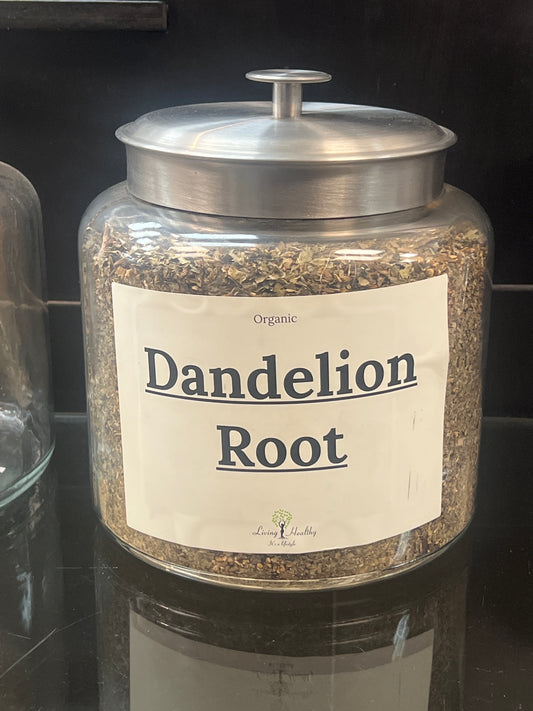 Organic
Dandelion
Root
Living Healthy
It's a lifestyle